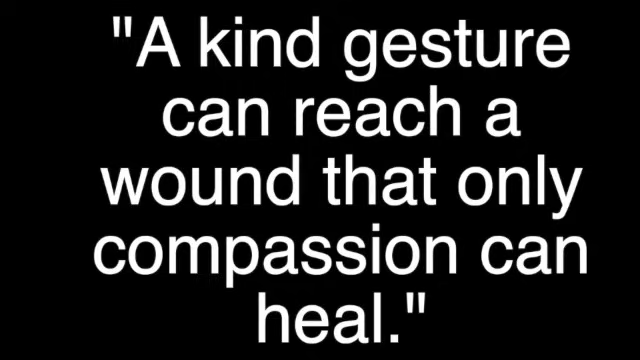 "A kind gesture
can reach a
wound that only
compassion can
heal."